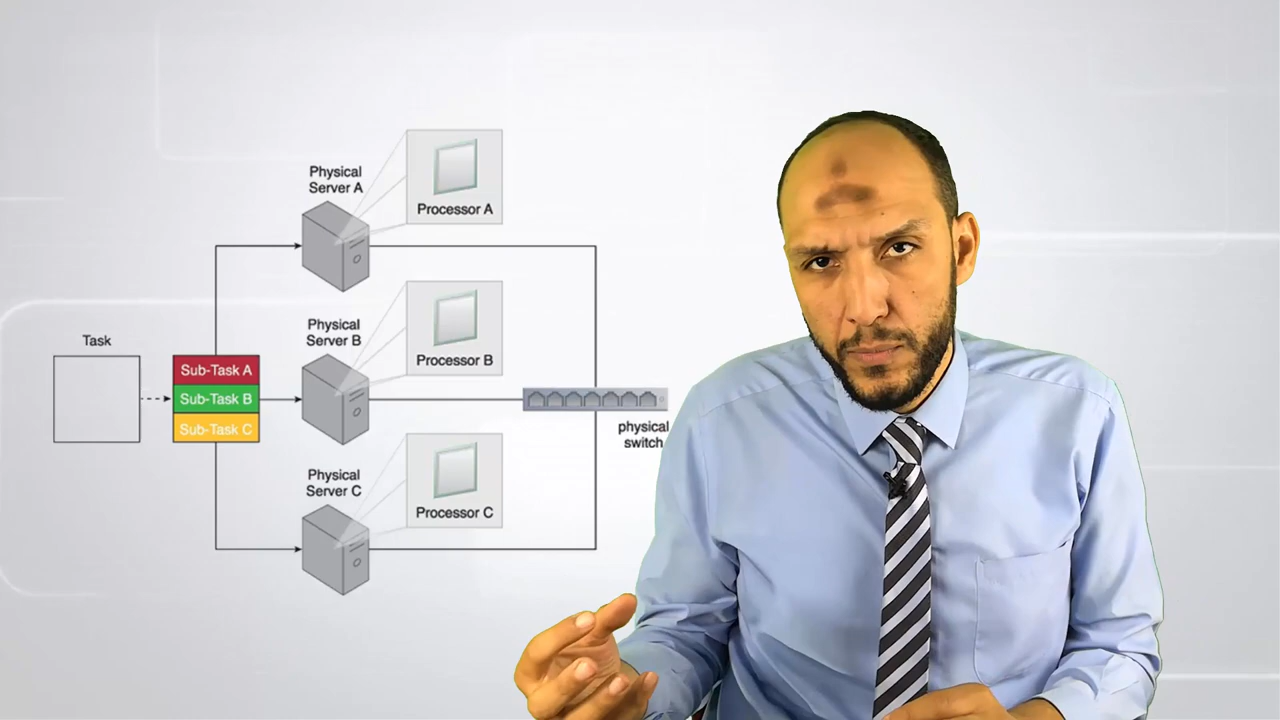 Physical
Server A
Processor A
Physical
Server B
Processor B
Task
Sub-Task A
Sub-Task B
Sub-Task C
physical
switch
Physical
Server C
Processor C